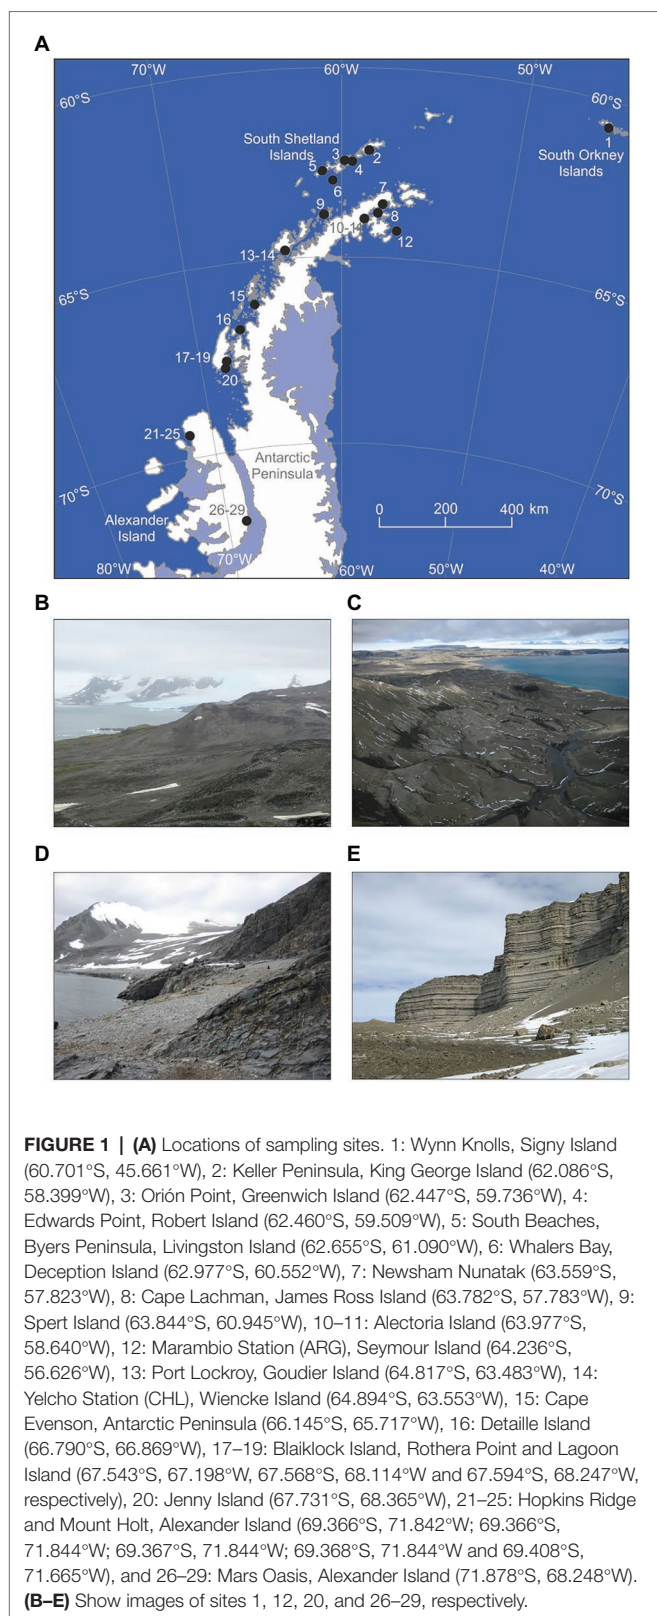 A
70°W
60°W
50°W
60°S
60°S
South Shetland
Islands
3
2
5
4
6
1
South Orkney
Islands
7
9
8
10-11
12
13-14
65°S
65°S
15
16
17-19
20
21-25
Antarctic
Peninsula
70°S
70°S
0 200 400 km
Alexander
Island
26-29
70°W
80°W
60°W
50°W
40°W
B
C
D
E
FIGURE 1 | (A) Locations of sampling sites. 1: Wynn Knolls, Signy Island
(60.701°S, 45.661°W), 2: Keller Peninsula, King George Island (62.086°S,
58.399°W), 3: Orión Point, Greenwich Island (62.447°S, 59.736°W), 4:
Edwards Point, Robert Island (62.460°S, 59.509°W), 5: South Beaches,
Byers Peninsula, Livingston Island (62.655°S, 61.090°W), 6: Whalers Bay,
Deception Island (62.977°S, 60.552°W), 7: Newsham Nunatak (63.559°S,
57.823°W), 8: Cape Lachman, James Ross Island (63.782°S, 57.783°W), 9:
Spert Island (63.844°S, 60.945°W), 10–11: Alectoria Island (63.977°S,
58.640°W), 12: Marambio Station (ARG), Seymour Island (64.236°S,
56.626°W), 13: Port Lockroy, Goudier Island (64.817°S, 63.483°W), 14:
Yelcho Station (CHL), Wiencke Island (64.894°S, 63.553°W), 15: Cape
Evenson, Antarctic Peninsula (66.145°S, 65.717°W), 16: Detaille Island
(66.790°S, 66.869°W), 17–19: Blaiklock Island, Rothera Point and Lagoon
Island (67.543°S, 67.198°W, 67.568°S, 68.114°W and 67.594°S, 68.247°W,
respectively), 20: Jenny Island (67.731°S, 68.365°W), 21–25: Hopkins Ridge
and Mount Holt, Alexander Island (69.366°S, 71.842°W; 69.366°S,
71.844°W; 69.367°S, 71.844°W; 69.368°S, 71.844°W and 69.408°S,
71.665°W), and 26–29: Mars Oasis, Alexander Island (71.878°S, 68.248°W).
(B–E) Show images of sites 1, 12, 20, and 26–29, respectively.